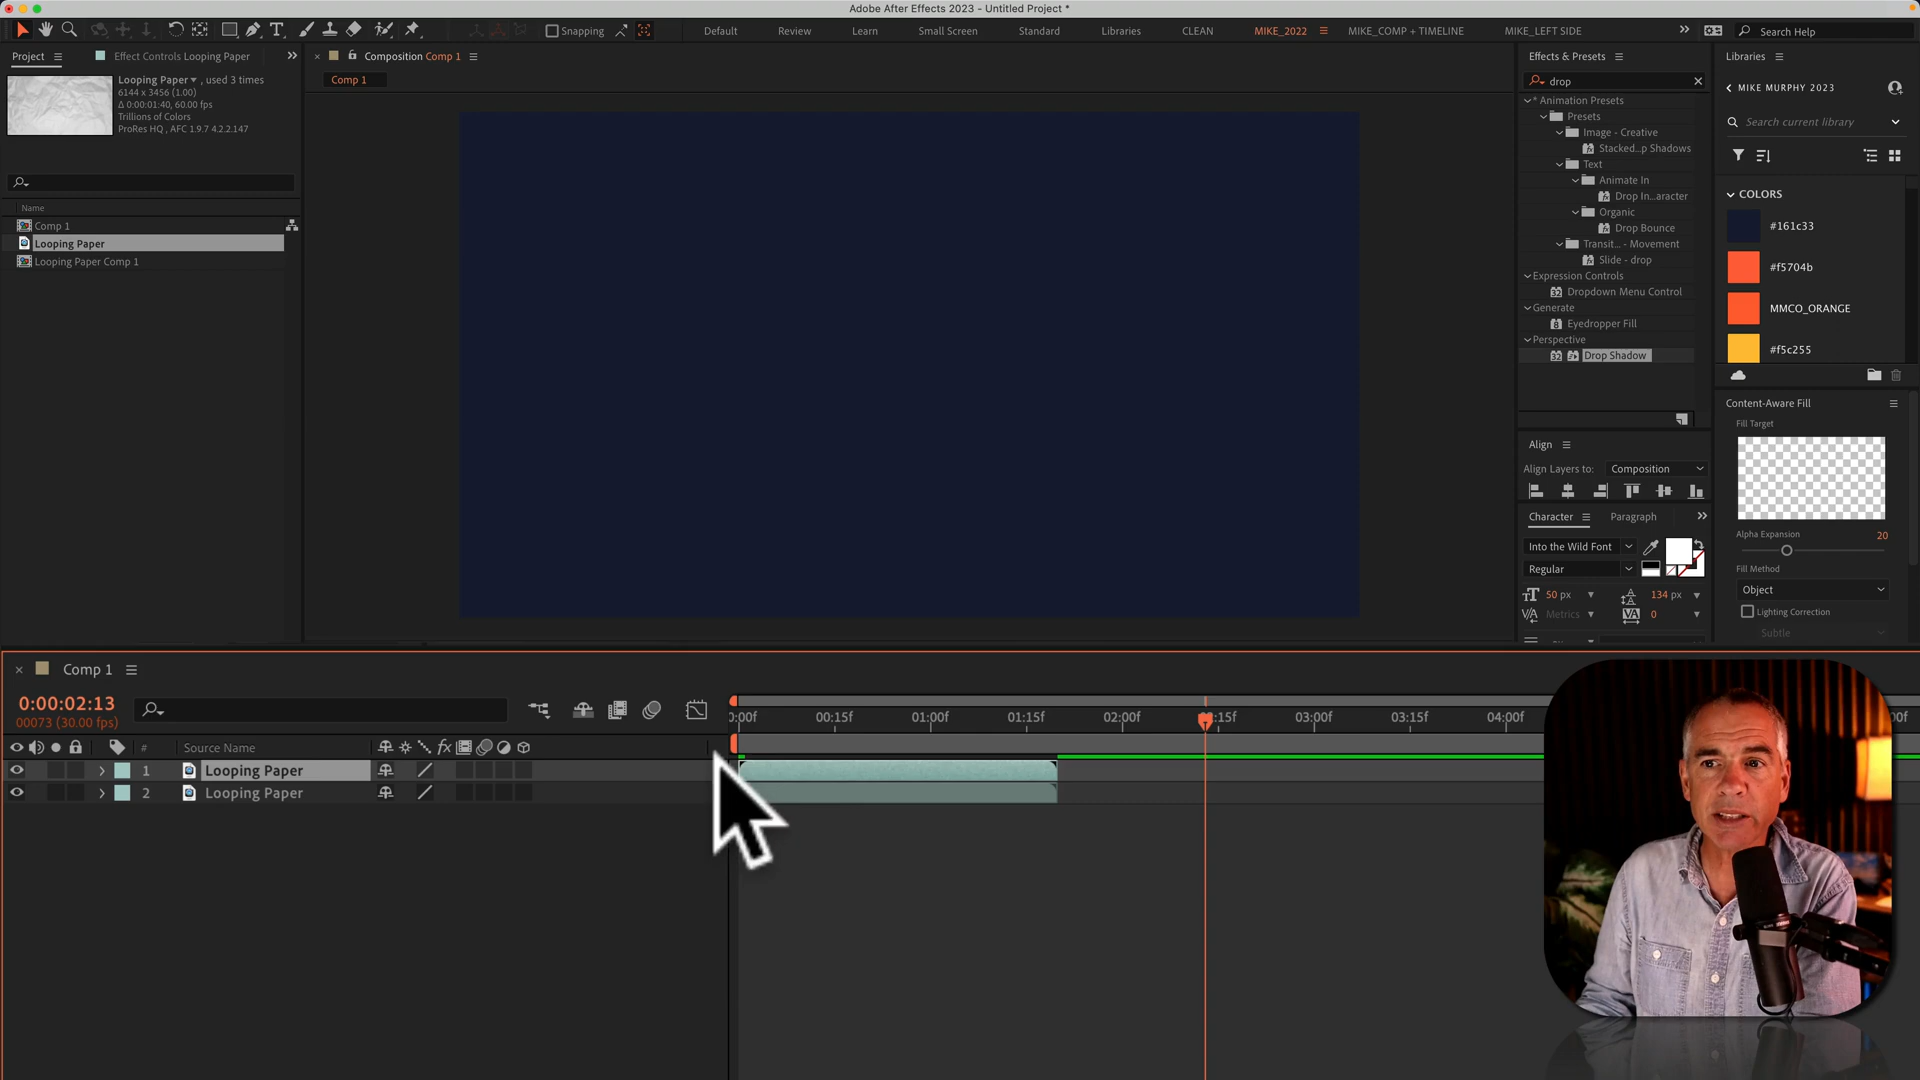 Adobe After Effects 2023 - Untitled Project *
Snapping
Default
Review
Learn
Small Screen
Standard
Libraries
CLEAN
MIKE_2022
MIKE_COMP + TIMELINE
MIKE_LEFT SIDE
Search Help
Project
Effect Controls Looping Paper
Looping Paper , used 3 times
6144 x 3456 (1.00)
Δ 0:00:01:40, 60.00 fps
Trillions of Colors
ProRes HQ , AFC 1.9.7 4.2.2.147
Name
Comp 1
Looping Paper
Looping Paper Comp 1
Composition Comp 1
Comp 1
Effects & Presets
drop
* Animation Presets
Presets
Image - Creative
Stacked...p Shadows
Text
Animate In
Drop In...aracter
Organic
Drop Bounce
Transit... - Movement
Slide - drop
Expression Controls
Dropdown Menu Control
Generate
Eyedropper Fill
Perspective
32 Drop Shadow
Align
Align Layers to: Composition
Character
Paragraph
Into the Wild Font
Regular
50 px
134 px
Metrics
0
Libraries
MIKE MURPHY 2023
Search current library
COLORS
#161c33
#f5704b
MMCO_ORANGE
#f5c255
Content-Aware Fill
Fill Target
Alpha Expansion
20
Fill Method
Object
Lighting Correction
Subtle
Comp 1
0:00:02:13
00073 (30.00 fps)
# Source Name
1 Looping Paper
2 Looping Paper
0:00f
00:15f
01:00f
01:15f
02:00f
15f
03:00f
03:15f
04:00f